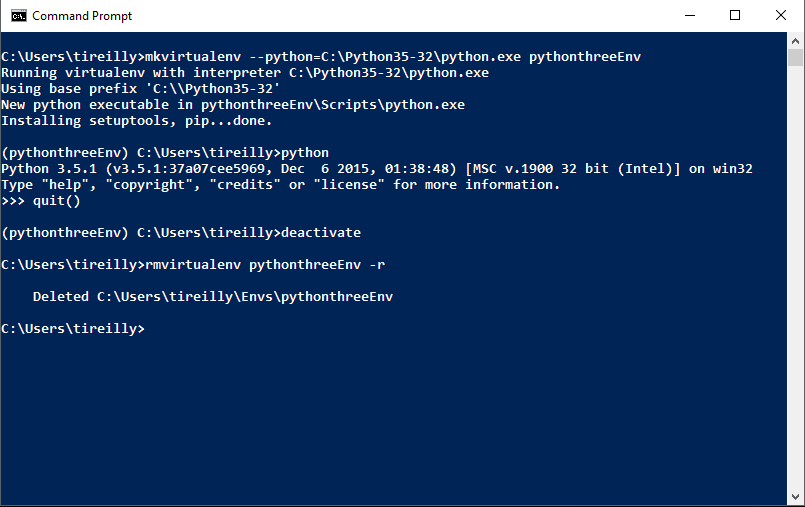 Command Prompt
C:\Users\tireilly>mkvirtualenv --python=C:\Python35-32\python.exe pythonthreeEnv
Running virtualenv with interpreter C:\Python35-32\python.exe
Using base prefix 'C:\\Python35-32'
New python executable in pythonthreeEnv\Scripts\python.exe
Installing setuptools, pip...done.
(pythonthreeEnv) C:\Users\tireilly>python
Python 3.5.1 (v3.5.1:37a07cee5969, Dec  6 2015, 01:38:48) [MSC v.1900 32 bit (Intel)] on win32
Type "help", "copyright", "credits" or "license" for more information.
>>> quit()
(pythonthreeEnv) C:\Users\tireilly>deactivate
C:\Users\tireilly>rmvirtualenv pythonthreeEnv -r
    Deleted C:\Users\tireilly\Envs\pythonthreeEnv
C:\Users\tireilly>